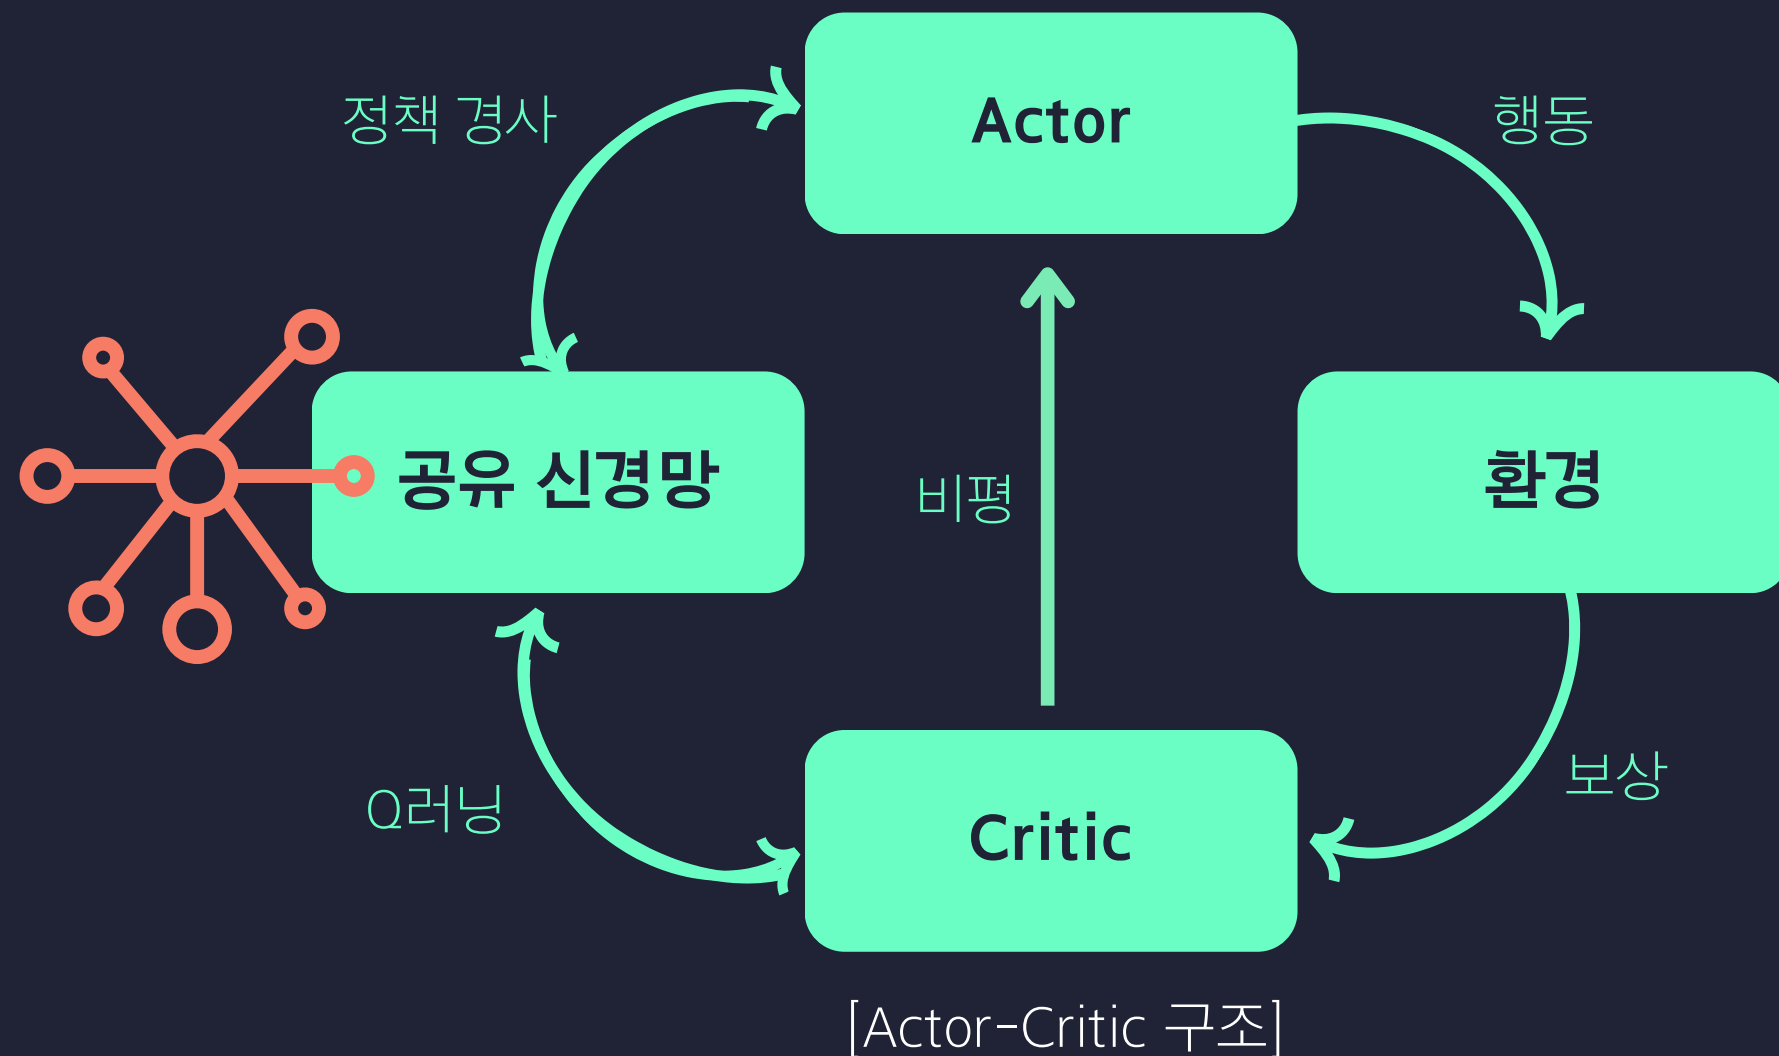 Actor
정책 경사
행동
공유 신경망
환경
비평
보상
Q러닝
Critic
[Actor-Critic 구조]